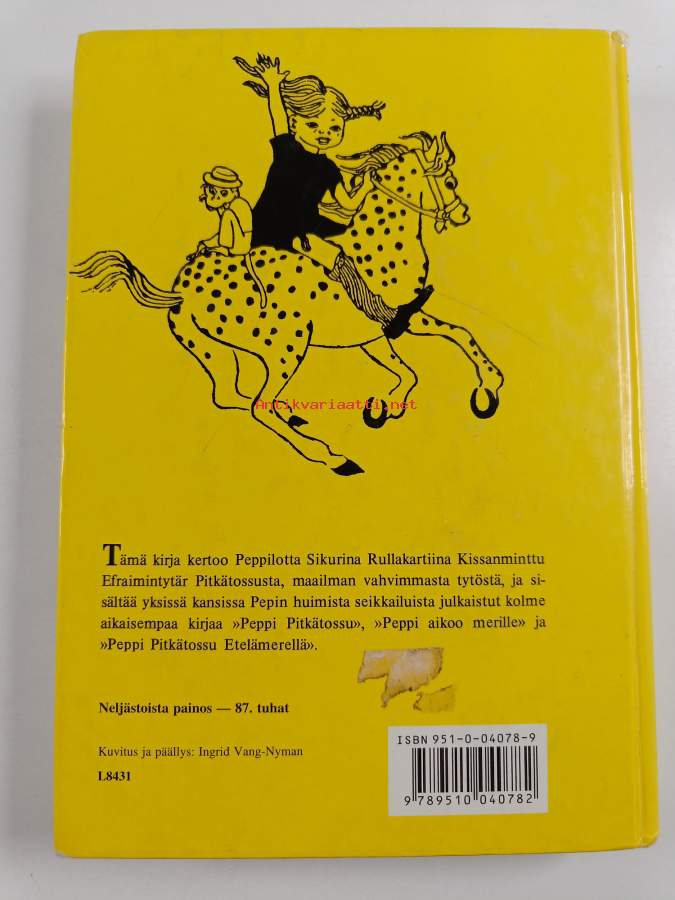 Antikvariaatti.net
Tämä kirja kertoo Peppilotta Sikurina Rullakartiina Kissanminttu
Efraimintytär Pitkätossusta, maailman vahvimmasta tytöstä, ja si-
sältää yksissä kansissa Pepin huimista seikkailuista julkaistut kolme
aikaisempaa kirjaa »Peppi Pitkätossu», »Peppi aikoo merille» ja
»Peppi Pitkätossu Etelämerellä».
Neljästoista painos — 87. tuhat
Kuvitus ja päällys: Ingrid Vang-Nyman
L8431
ISBN 951-0-04078-9
9 789510 040782